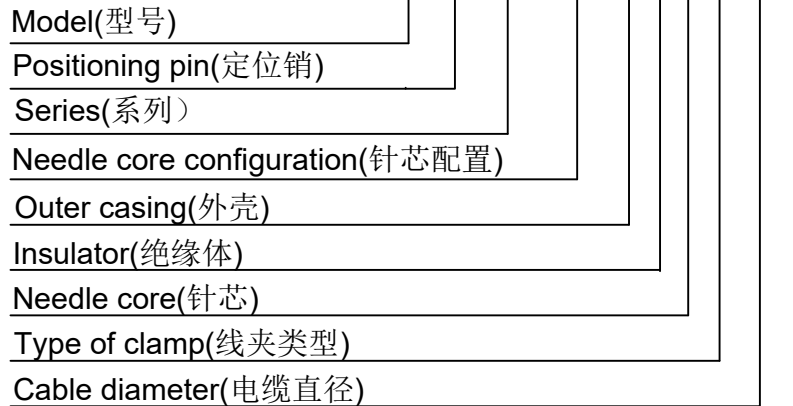 Model(型号)
Positioning pin(定位销)
Series(系列）
Needle core configuration(针芯配置)
Outer casing(外壳)
Insulator(绝缘体)
Needle core(针芯)
Type of clamp(线夹类型)
Cable diameter(电缆直径)